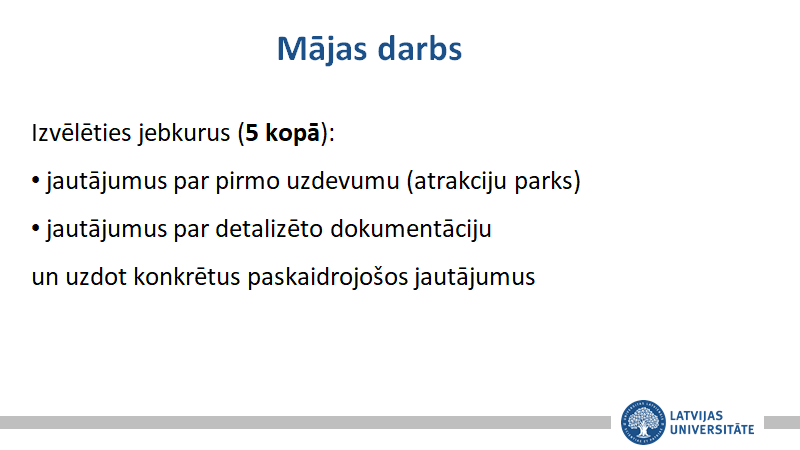 Mājas darbs
Izvēlēties jebkurus (5 kopā):
• jautājumus par pirmo uzdevumu (atrakciju parks)
• jautājumus par detalizēto dokumentāciju
un uzdot konkrētus paskaidrojošos jautājumus
LATVIJAS
UNIVERSITĀTE